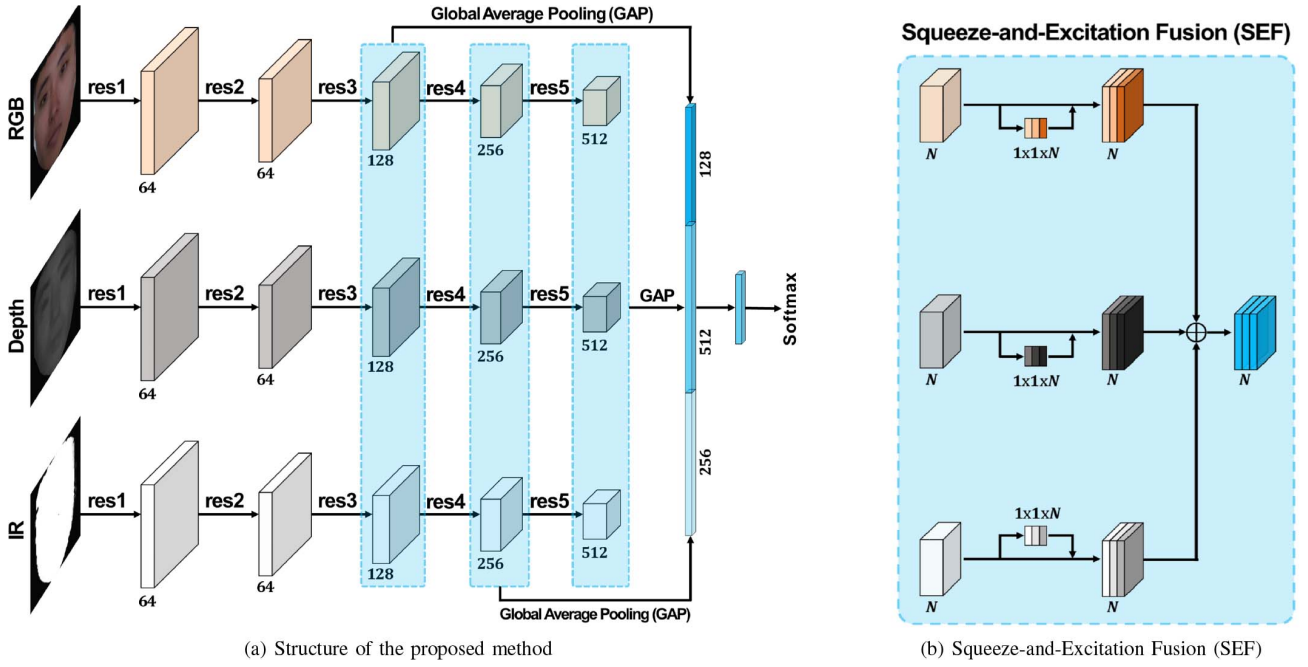 Global Average Pooling (GAP)
RGB
res1
res2
res3
res4
res5
64
64
128
256
512
128
Depth
res1
res2
res3
res4
res5
GAP
64
64
128
256
512
512
Softmax
IR
res1
res2
res3
res4
res5
64
64
128
256
512
256
Global Average Pooling (GAP)
(a) Structure of the proposed method
Squeeze-and-Excitation Fusion (SEF)
N
1x1xN
N
N
1x1xN
N
N
1x1xN
N
N
(b) Squeeze-and-Excitation Fusion (SEF)